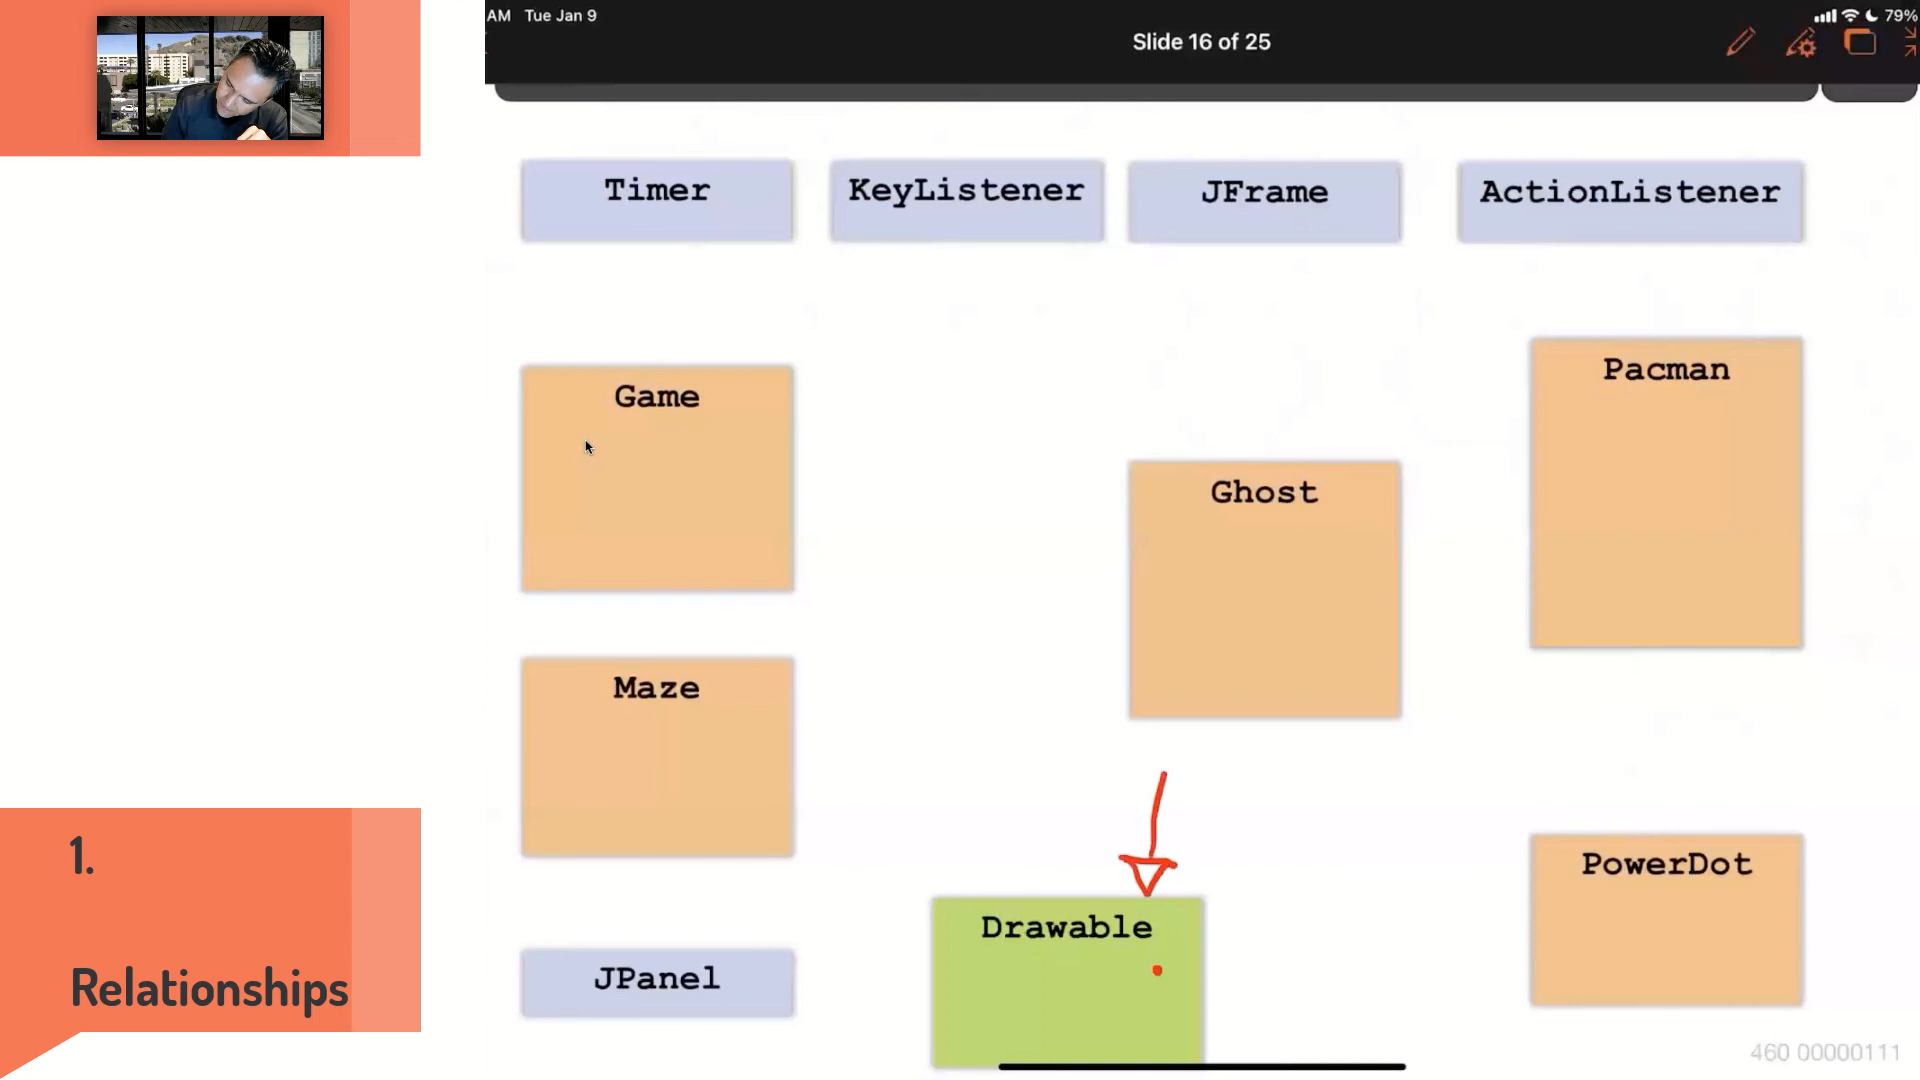 AM Tue Jan 9
79%
Slide 16 of 25
Timer
KeyListener
JFrame
ActionListener
Game
Pacman
Ghost
Maze
PowerDot
Drawable
JPanel
1.
Relationships
460 00000111